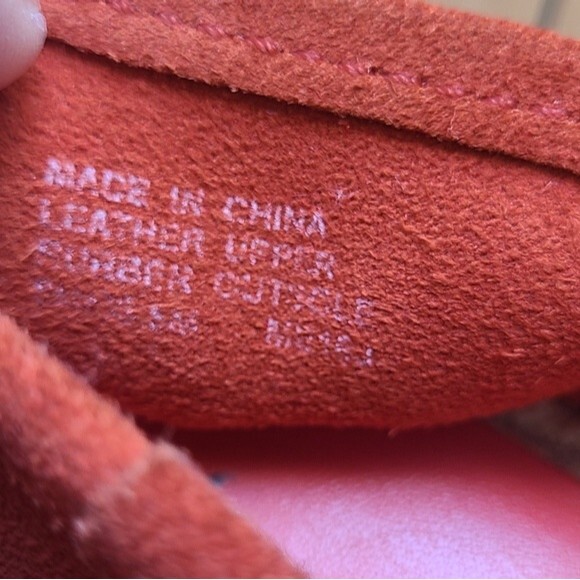 MADE IN CHINA
LEATHER UPPER
RUBBER OUTSOLE